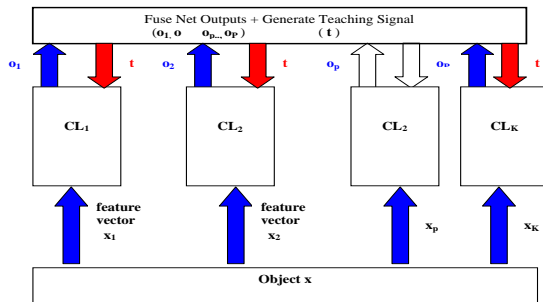 Fuse Net Outputs + Generate Teaching Signal
(o1, o op.., oP) ( t )
o1 t o2 t op oP t
CL1 CL2 CL2 CLK
feature
vector
x1
feature
vector
x2
xp
xK
Object x